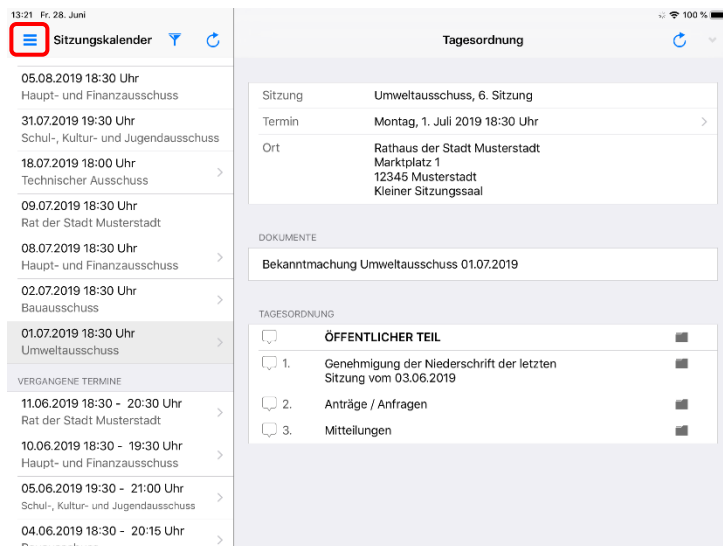 13:21 Fr. 28. Juni
100 %
Sitzungskalender
Tagesordnung
05.08.2019 18:30 Uhr
Haupt- und Finanzausschuss
31.07.2019 19:30 Uhr
Schul-, Kultur- und Jugendausschuss
18.07.2019 18:00 Uhr
Technischer Ausschuss
09.07.2019 18:30 Uhr
Rat der Stadt Musterstadt
08.07.2019 18:30 Uhr
Haupt- und Finanzausschuss
02.07.2019 18:30 Uhr
Bauausschuss
01.07.2019 18:30 Uhr
Umweltausschuss
VERGANGENE TERMINE
11.06.2019 18:30 - 20:30 Uhr
Rat der Stadt Musterstadt
10.06.2019 18:30 - 19:30 Uhr
Haupt- und Finanzausschuss
05.06.2019 19:30 - 21:00 Uhr
Schul-, Kultur- und Jugendausschuss
04.06.2019 18:30 - 20:15 Uhr
Sitzung Umweltausschuss, 6. Sitzung
Termin Montag, 1. Juli 2019 18:30 Uhr
Ort Rathaus der Stadt Musterstadt
Marktplatz 1
12345 Musterstadt
Kleiner Sitzungssaal
DOKUMENTE
Bekanntmachung Umweltausschuss 01.07.2019
TAGESORDNUNG
ÖFFENTLICHER TEIL
1. Genehmigung der Niederschrift der letzten
Sitzung vom 03.06.2019
2. Anträge / Anfragen
3. Mitteilungen